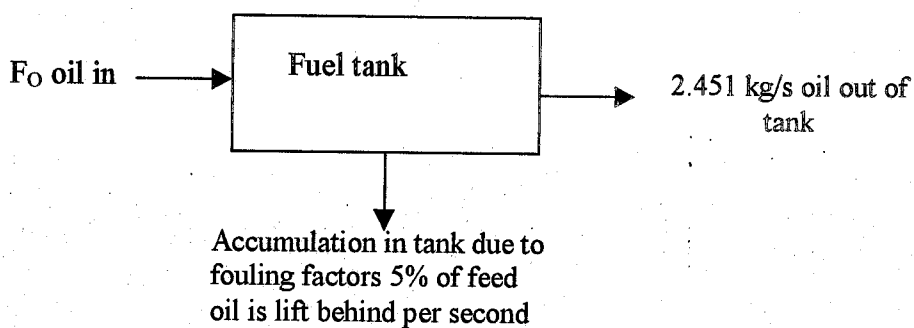 Fuel tank
F₀ oil in
2.451 kg/s oil out of
tank
Accumulation in tank due to
fouling factors 5% of feed
oil is lift behind per second